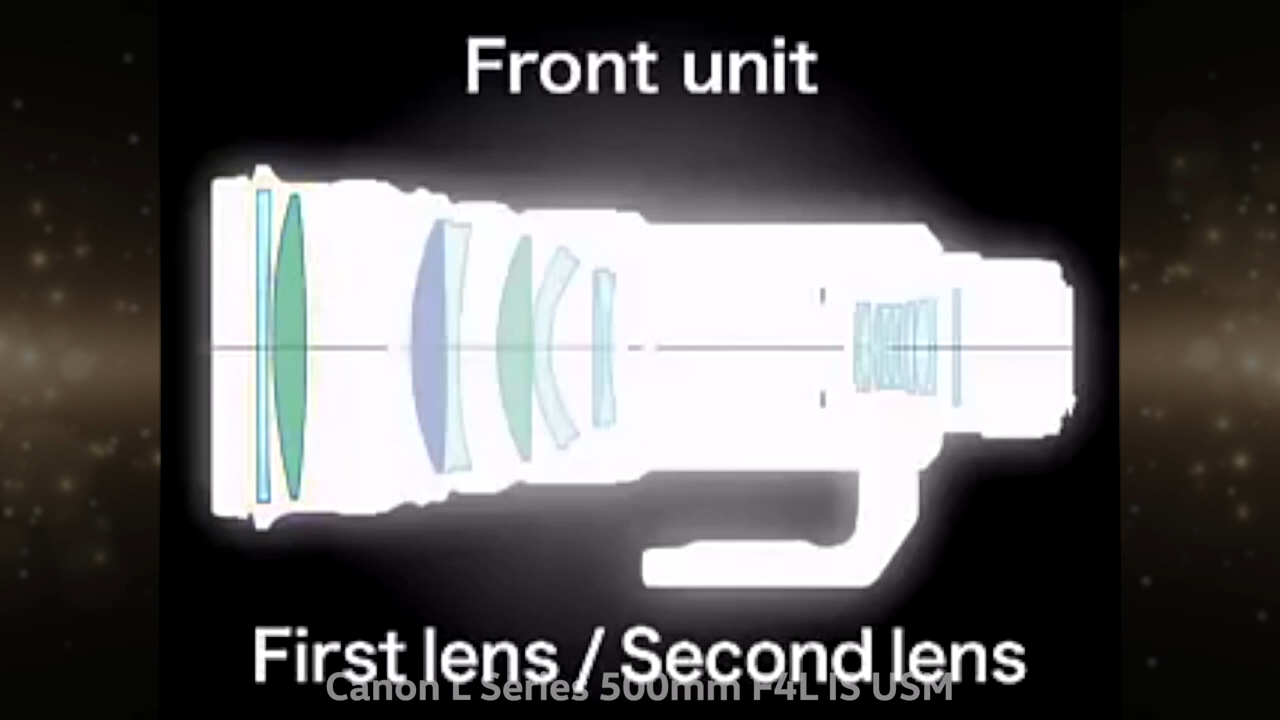 Front unit
First lens / Second lens
Canon L Series 500mm F4L IS USM